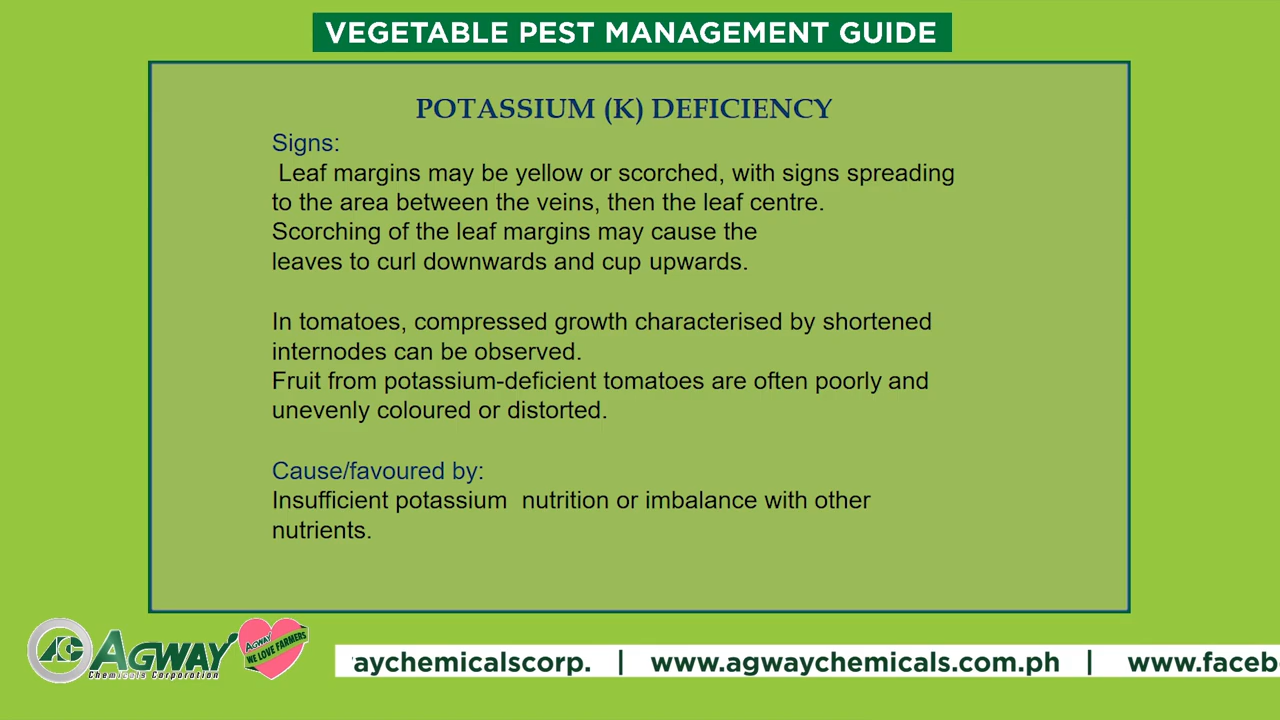 VEGETABLE PEST MANAGEMENT GUIDE
POTASSIUM (K) DEFICIENCY
Signs:
Leaf margins may be yellow or scorched, with signs spreading
to the area between the veins, then the leaf centre.
Scorching of the leaf margins may cause the
leaves to curl downwards and cup upwards.
In tomatoes, compressed growth characterised by shortened
internodes can be observed.
Fruit from potassium-deficient tomatoes are often poorly and
unevenly coloured or distorted.
Cause/favoured by:
Insufficient potassium nutrition or imbalance with other
nutrients.
AC
AGWAY
Chemicals Corporation
AGWAY
WE LOVE FARMERS
aychemicalscorp. | www.agwaychemicals.com.ph | www.faceb